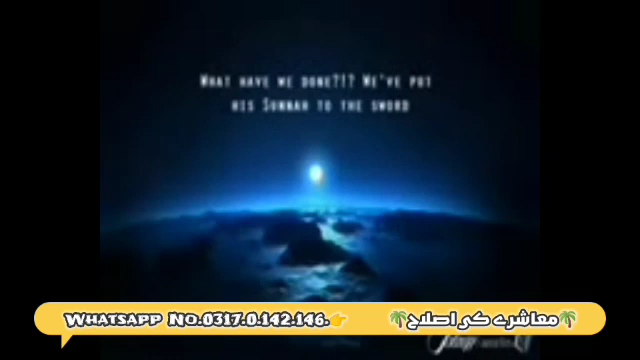 What have we done?!? We've put
his Sunnah to the sword
Whatsapp No.0317.0.142.146.👉 🌴معاشرے کی اصلاح🌴